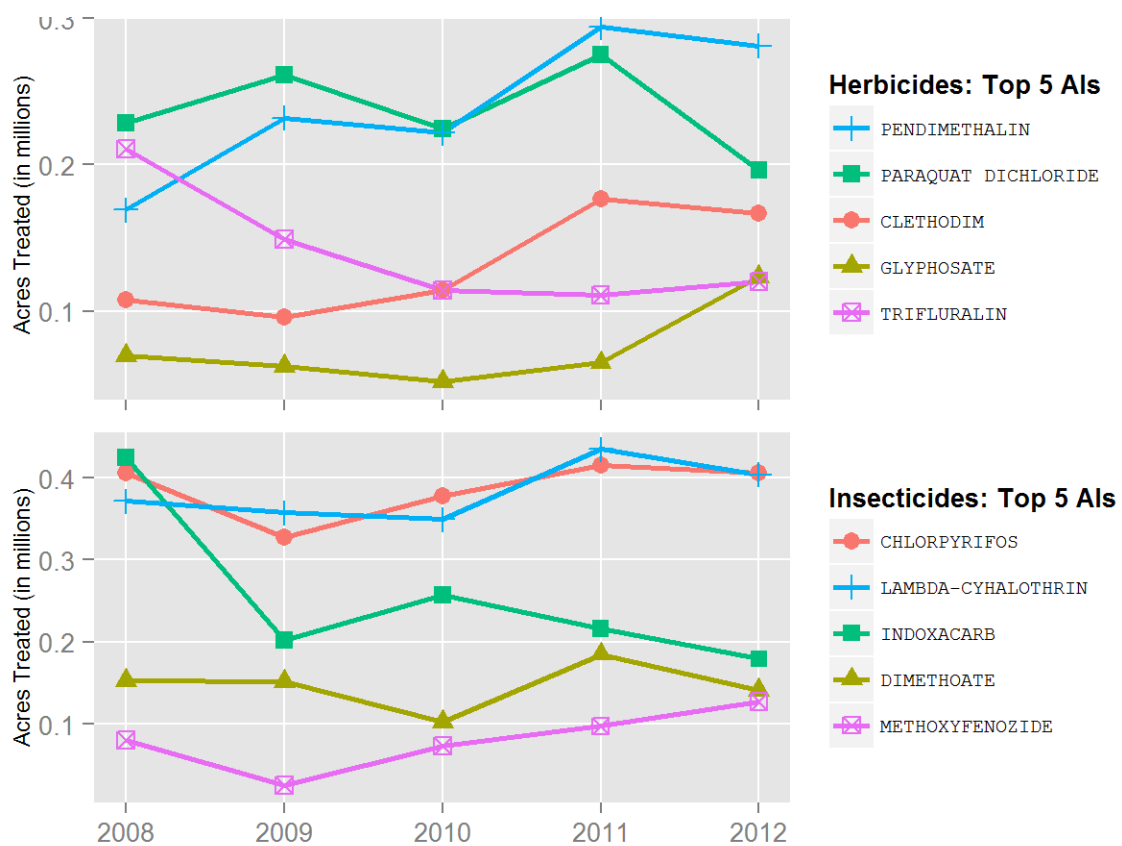 0.3
0.2
0.1
Acres Treated (in millions)
Herbicides: Top 5 AIs
PENDIMETHALIN
PARAQUAT DICHLORIDE
CLETHODIM
GLYPHOSATE
TRIFLURALIN
0.4
0.3
0.2
0.1
Acres Treated (in millions)
Insecticides: Top 5 AIs
CHLORPYRIFOS
LAMBDA-CYHALOTHRIN
INDOXACARB
DIMETHOATE
METHOXYFENOZIDE
2008 2009 2010 2011 2012